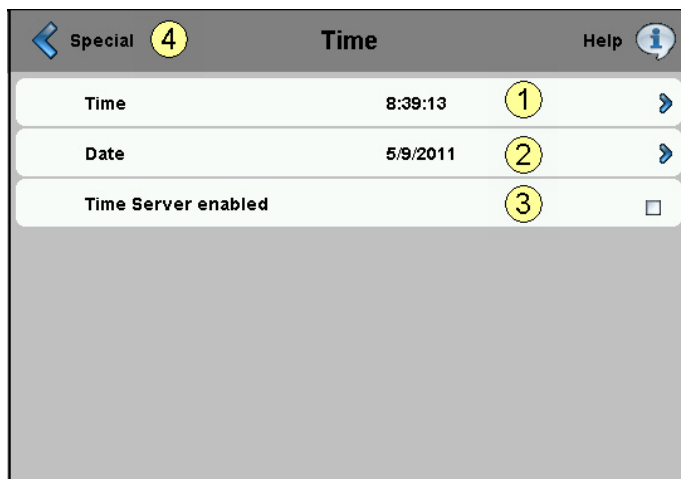 Special 4 Time Help
Time 8:39:13 1
Date 5/9/2011 2
Time Server enabled 3